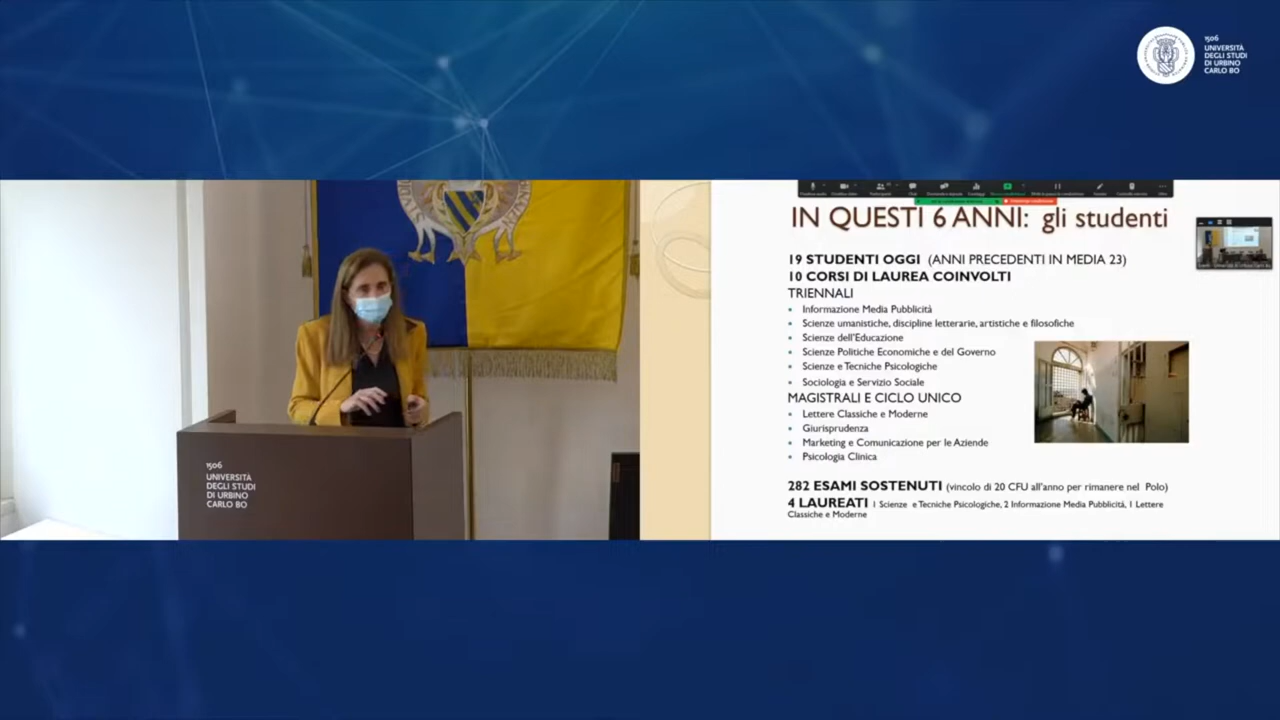 1506
UNIVERSITÀ
DEGLI STUDI
DI URBINO
CARLO BO
1506
UNIVERSITÀ
DEGLI STUDI
DI URBINO
CARLO BO
IN QUESTI 6 ANNI: gli studenti
19 STUDENTI OGGI (ANNI PRECEDENTI IN MEDIA 23)
10 CORSI DI LAUREA COINVOLTI
TRIENNALI
• Informazione Media Pubblicità
• Scienze umanistiche, discipline letterarie, artistiche e filosofiche
• Scienze dell'Educazione
• Scienze Politiche Economiche e del Governo
• Scienze e Tecniche Psicologiche
• Sociologia e Servizio Sociale
MAGISTRALI E CICLO UNICO
• Lettere Classiche e Moderne
• Giurisprudenza
• Marketing e Comunicazione per le Aziende
• Psicologia Clinica
282 ESAMI SOSTENUTI (vincolo di 20 CFU all'anno per rimanere nel Polo)
4 LAUREATI 1 Scienze e Tecniche Psicologiche, 2 Informazione Media Pubblicità, 1 Lettere
Classiche e Moderne